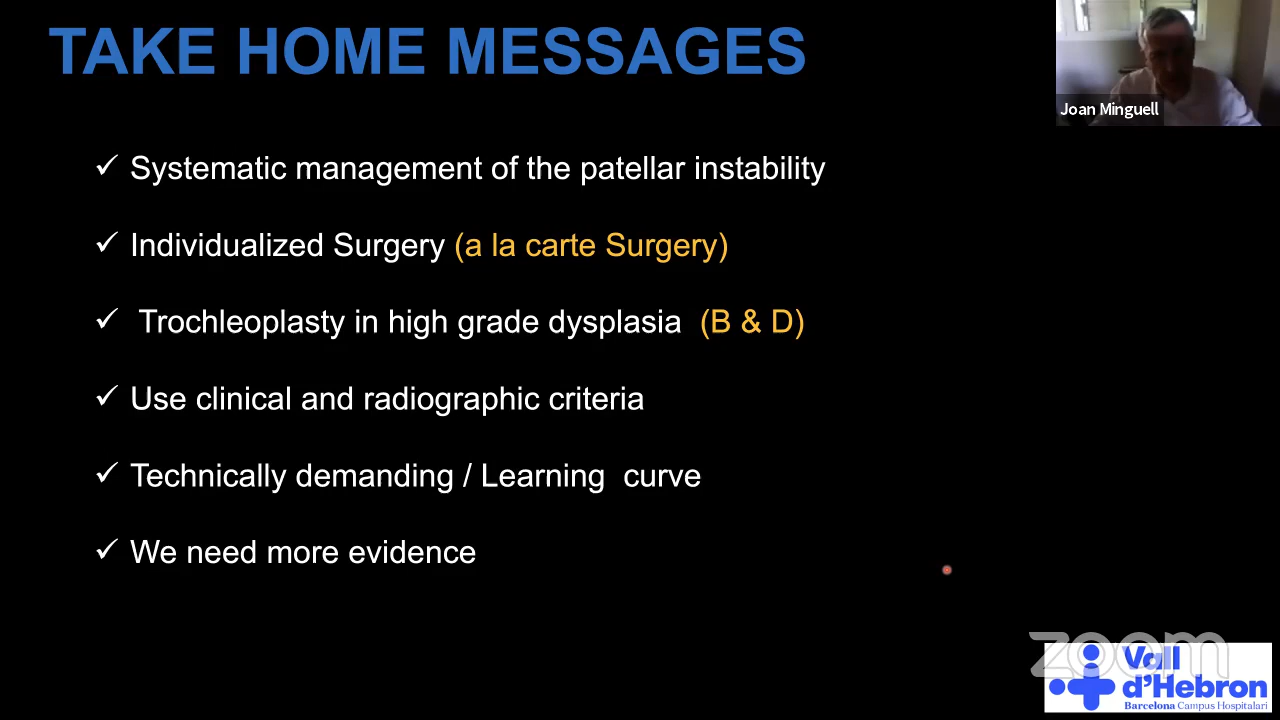 TAKE HOME MESSAGES
Joan Minguell
✓ Systematic management of the patellar instability
✓ Individualized Surgery (a la carte Surgery)
✓ Trochleoplasty in high grade dysplasia (B & D)
✓ Use clinical and radiographic criteria
✓ Technically demanding / Learning curve
✓ We need more evidence
zoom
Vall
d'Hebron
Barcelona Campus Hospitalari